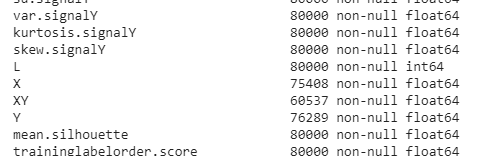 var.signalY 80000 non-null float64
kurtosis.signalY 80000 non-null float64
skew.signalY 80000 non-null float64
L 80000 non-null int64
X 75408 non-null float64
XY 60537 non-null float64
Y 76289 non-null float64
mean.silhouette 80000 non-null float64
traininglabelorder.score 80000 non-null float64